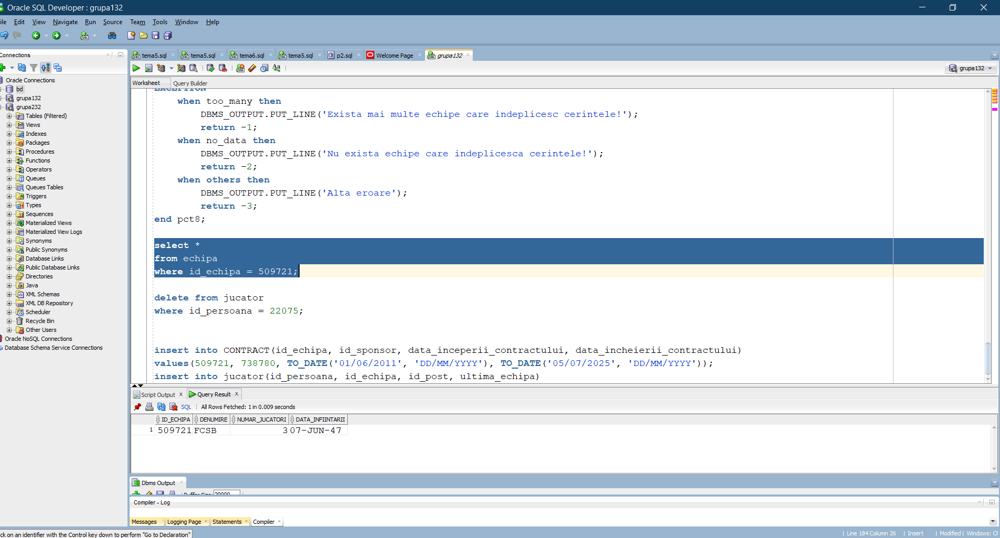 Oracle SQL Developer : grupa132
ile Edit View Navigate Run Source Team Tools Window Help
Connections
Oracle Connections
bd
grupa132
grupa232
Tables (Filtered)
Views
Indexes
Packages
Procedures
Functions
Operators
Queues
Queues Tables
Triggers
Types
Sequences
Materialized Views
Materialized View Logs
Synonyms
Public Synonyms
Database Links
Public Database Links
Directories
Java
XML Schemas
XML DB Repository
Scheduler
Recycle Bin
Other Users
Oracle NoSQL Connections
Database Schema Service Connections
tema5.sql tema5.sql tema6.sql tema5.sql p2.sql Welcome Page grupa132
grupa132
Worksheet Query Builder
EXCEPTION
when too_many then
DBMS_OUTPUT.PUT_LINE('Exista mai multe echipe care indeplicesc cerintele!');
return -1;
when no_data then
DBMS_OUTPUT.PUT_LINE('Nu exista echipe care indeplicesca cerintele!');
return -2;
when others then
DBMS_OUTPUT.PUT_LINE('Alta eroare');
return -3;
end pct8;
select *
from echipa
where id_echipa = 509721;
delete from jucator
where id_persoana = 22075;
insert into CONTRACT(id_echipa, id_sponsor, data_inceperii_contractului, data_incheierii_contractului)
values(509721, 738780, TO_DATE('01/06/2011', 'DD/MM/YYYY'), TO_DATE('05/07/2025', 'DD/MM/YYYY'));
insert into jucator(id_persoana, id_echipa, id_post, ultima_echipa)
Script Output x Query Result x
SQL | All Rows Fetched: 1 in 0.009 seconds
ID_ECHIPA DENUMIRE NUMAR_JUCATORI DATA_INFIINTARII
1 509721 FCSB 3 07-JUN-47
Dbms Output
Buffer Size: 20000
Compiler - Log
Messages Logging Page Statements Compiler
ck on an identifier with the Control key down to perform "Go to Declaration"
| Line 184 Column 26 | Insert | Modified | Windows: CF